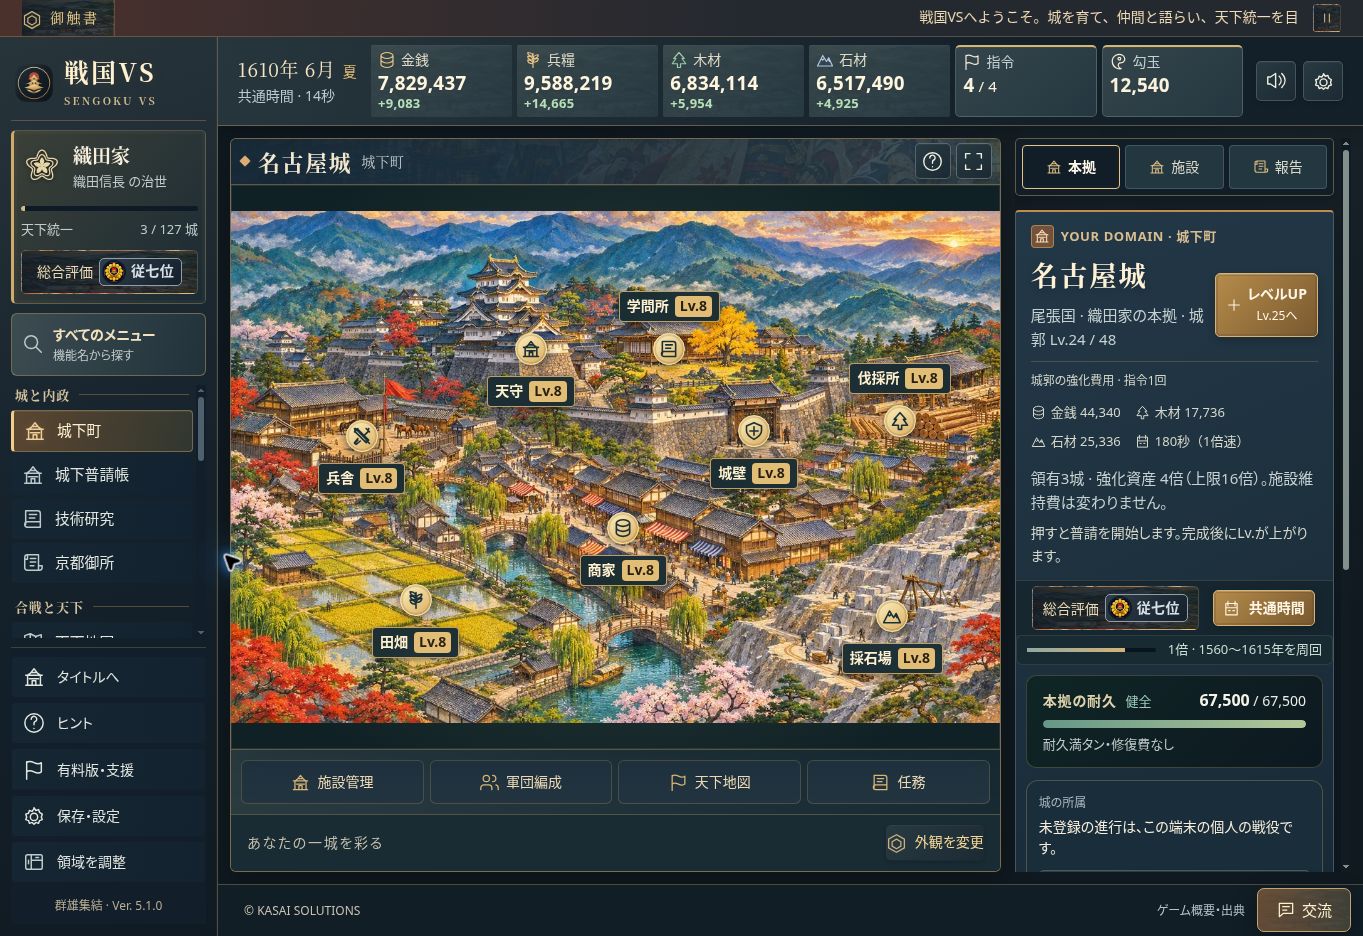 御触書
戦国VSへようこそ。城を育て、仲間と語らい、天下統一を目
戦国VS
SENGOKU VS
1610年 6月 夏
共通時間 · 14秒
金銭
7,829,437
+9,083
兵糧
9,588,219
+14,665
木材
6,834,114
+5,954
石材
6,517,490
+4,925
指令
4 / 4
勾玉
12,540
織田家
織田信長 の治世
天下統一 3 / 127 城
総合評価 従七位
すべてのメニュー
機能名から探す
城と内政
城下町
城下普請帳
技術研究
京都御所
合戦と天下
タイトルへ
ヒント
有料版・支援
保存・設定
領域を調整
群雄集結 · Ver. 5.1.0
名古屋城 城下町
学問所 Lv.8
天守 Lv.8
伐採所 Lv.8
兵舎 Lv.8
城壁 Lv.8
商家 Lv.8
田畑 Lv.8
採石場 Lv.8
施設管理
軍団編成
天下地図
任務
あなたの一城を彩る
外観を変更
本拠
施設
報告
YOUR DOMAIN · 城下町
名古屋城
尾張国 · 織田家の本拠 · 城
郭 Lv.24 / 48
レベルUP
Lv.25へ
城郭の強化費用 · 指令1回
金銭 44,340 木材 17,736
石材 25,336 180秒（1倍速）
領有3城 · 強化資産 4倍（上限16倍）。施設維
持費は変わりません。
押すと普請を開始します。完成後にLv.が上がり
ます。
総合評価 従七位
共通時間
1倍 · 1560〜1615年を周回
本拠の耐久 健全 67,500 / 67,500
耐久満タン・修復費なし
城の所属
未登録の進行は、この端末の個人の戦役で
す。
© KASAI SOLUTIONS
ゲーム概要・出典
交流